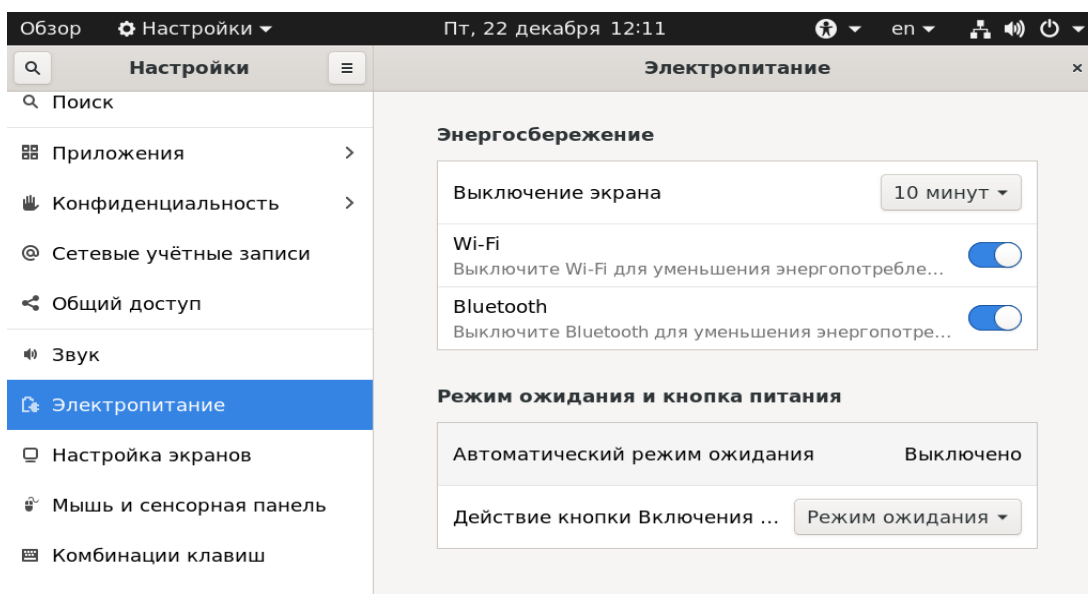 Обзор Настройки Пт, 22 декабря 12:11 en
Настройки Электропитание
Поиск
Приложения
Конфиденциальность
Сетевые учётные записи
Общий доступ
Звук
Электропитание
Настройка экранов
Мышь и сенсорная панель
Комбинации клавиш
Энергосбережение
Выключение экрана 10 минут
Wi-Fi
Выключите Wi-Fi для уменьшения энергопотребле...
Bluetooth
Выключите Bluetooth для уменьшения энергопотре...
Режим ожидания и кнопка питания
Автоматический режим ожидания Выключено
Действие кнопки Включения ... Режим ожидания